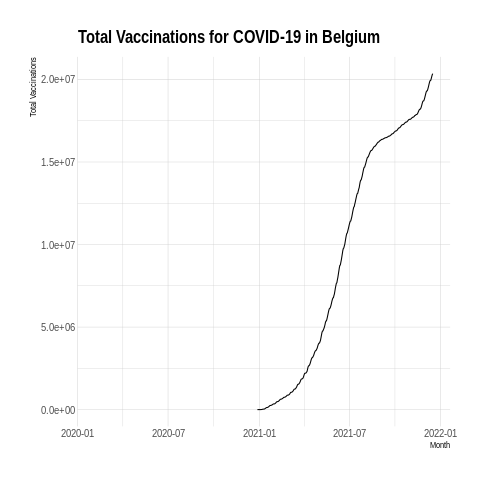 Total Vaccinations for COVID-19 in Belgium
Total Vaccinations
2.0e+07
1.5e+07
1.0e+07
5.0e+06
0.0e+00
2020-01 2020-07 2021-01 2021-07 2022-01
Month